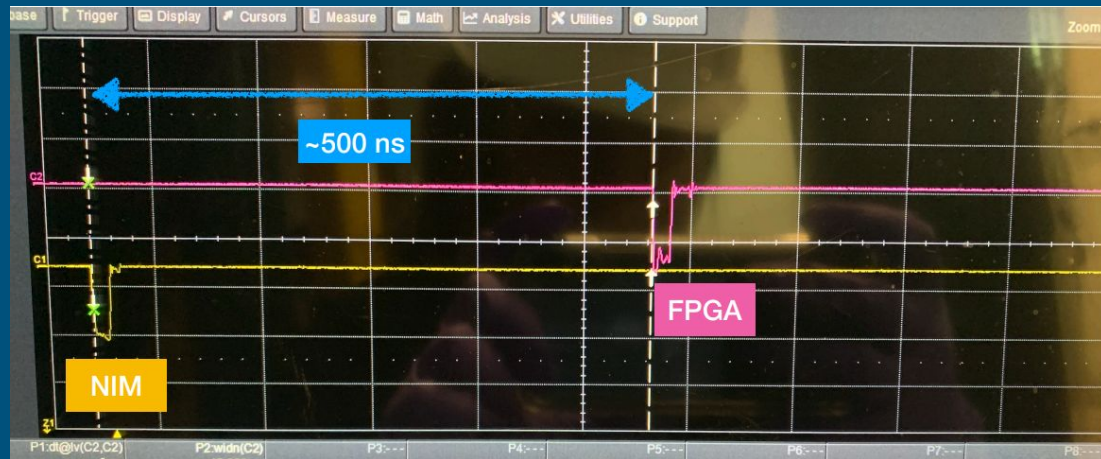 base Trigger Display Cursors Measure Math Analysis Utilities Support
Zoom
~500 ns
C2
C1
FPGA
NIM
Z1
P1:dt@lv(C2,C2) P2:widn(C2) P3:--- P4:--- P5:--- P6:--- P7:--- P8:---